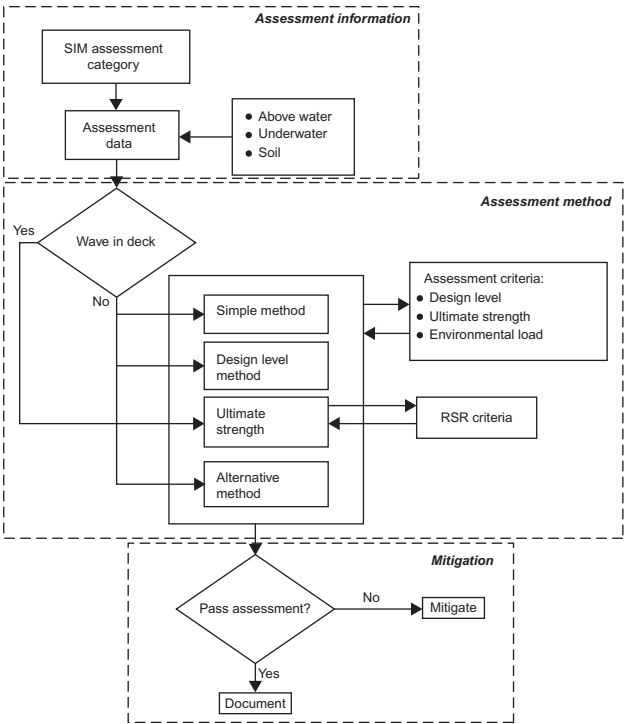 Assessment information
SIM assessment
category
Assessment
data
● Above water
● Underwater
● Soil
Assessment method
Yes
Wave in deck
No
Simple method
Design level
method
Ultimate
strength
Alternative
method
Assessment criteria:
● Design level
● Ultimate strength
● Environmental load
RSR criteria
Mitigation
Pass assessment?
No
Mitigate
Yes
Document